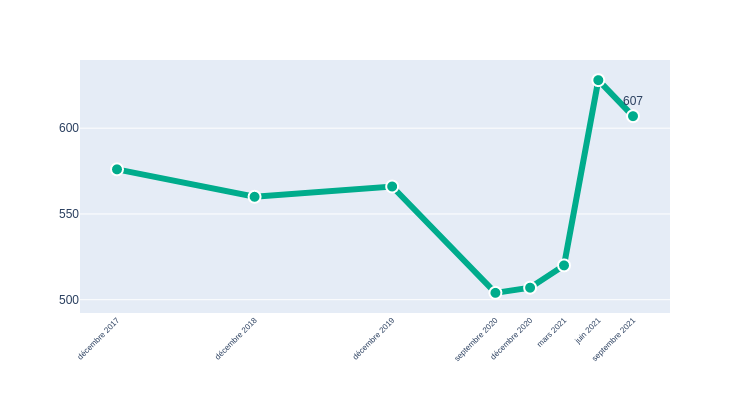 607
600
550
500
décembre 2017
décembre 2018
décembre 2019
septembre 2020
décembre 2020
mars 2021
juin 2021
septembre 2021